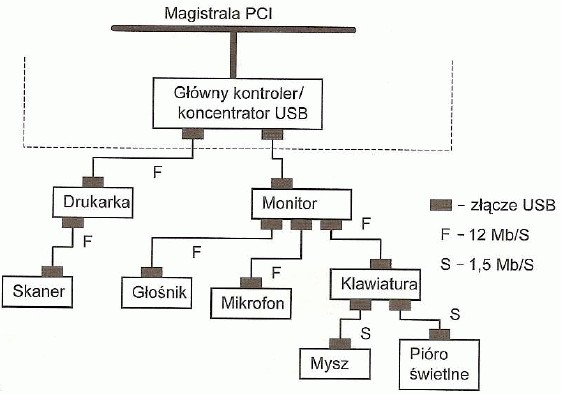 Magistrala PCI
Główny kontroler/
koncentrator USB
F
Drukarka
Monitor
– złącze USB
F
F
F
F – 12 Mb/S
F
S – 1,5 Mb/S
Skaner
Głośnik
Mikrofon
Klawiatura
S
S
Mysz
Pióro
świetlne